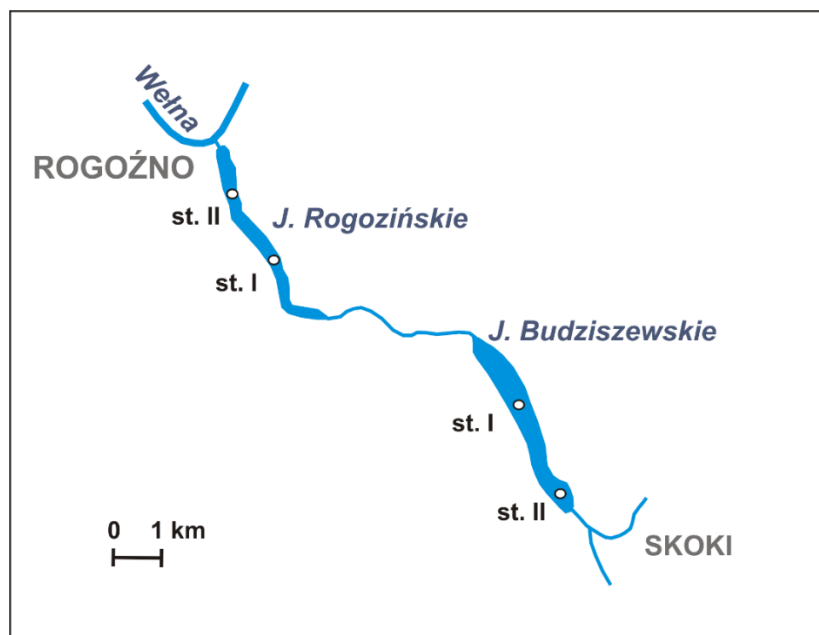 Wełna
ROGOŹNO
st. II
J. Rogozińskie
st. I
J. Budziszewskie
st. I
st. II
0 1 km
SKOKI